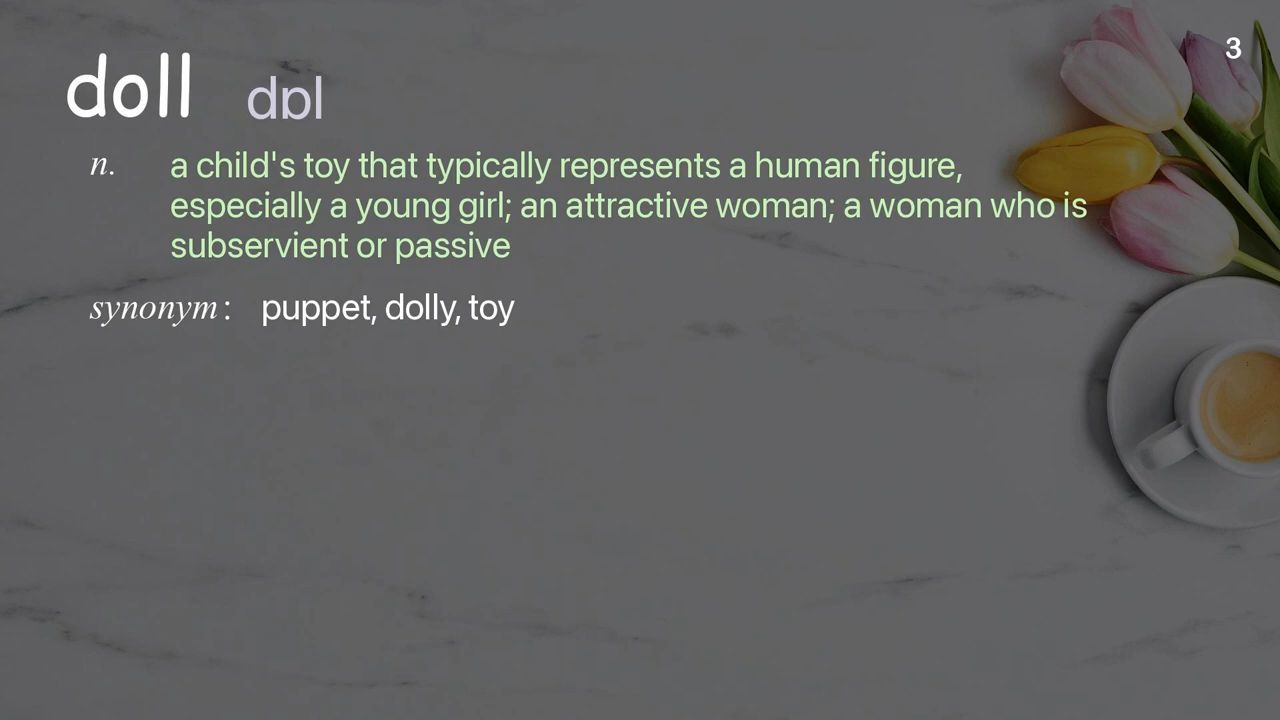 3
doll dɒl
n. a child's toy that typically represents a human figure,
especially a young girl; an attractive woman; a woman who is
subservient or passive
synonym : puppet, dolly, toy